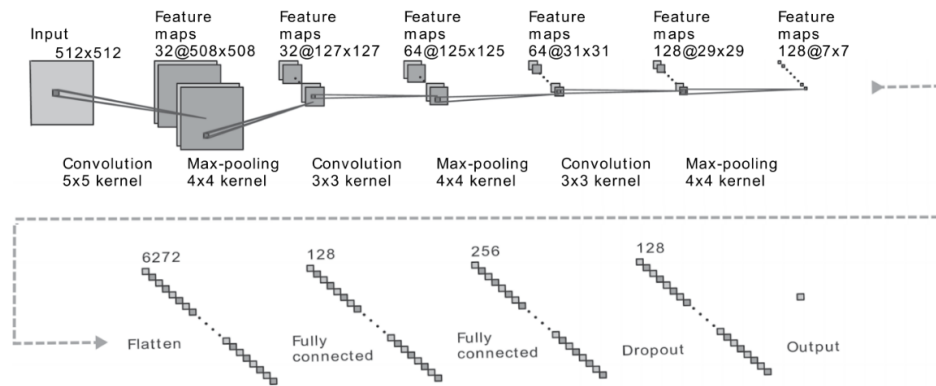 Input
512x512
Feature
maps
32@508x508
Feature
maps
32@127x127
Feature
maps
64@125x125
Feature
maps
64@31x31
Feature
maps
128@29x29
Feature
maps
128@7x7
Convolution
5x5 kernel
Max-pooling
4x4 kernel
Convolution
3x3 kernel
Max-pooling
4x4 kernel
Convolution
3x3 kernel
Max-pooling
4x4 kernel
6272
128
256
128
Flatten
Fully
connected
Fully
connected
Dropout
Output